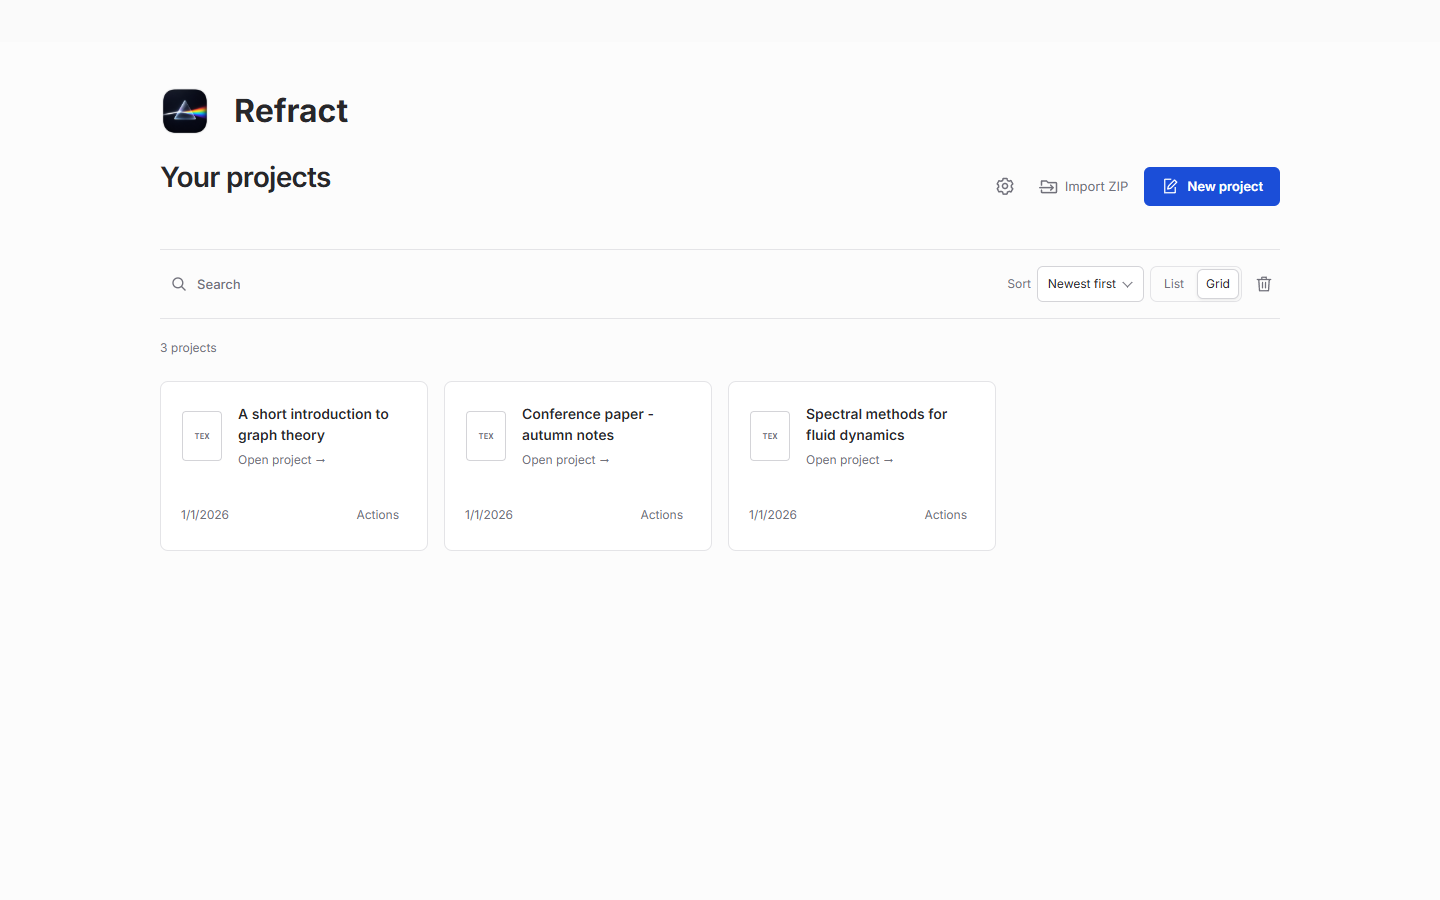 Refract
Your projects
Import ZIP
New project
Search
Sort
Newest first
List
Grid
3 projects
TEX
A short introduction to
graph theory
Open project →
1/1/2026
Actions
TEX
Conference paper -
autumn notes
Open project →
1/1/2026
Actions
TEX
Spectral methods for
fluid dynamics
Open project →
1/1/2026
Actions